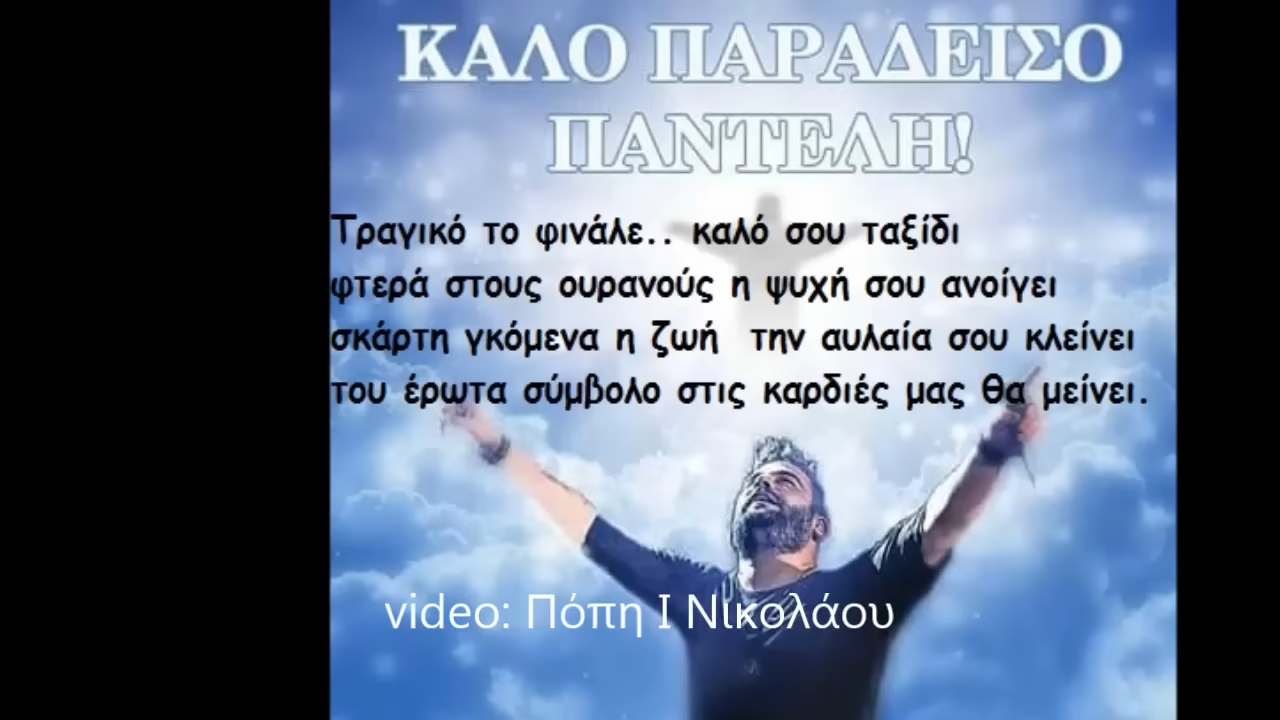 ΚΑΛΟ ΠΑΡΑΔΕΙΣΟ
ΠΑΝΤΕΛΗ!
Τραγικό το φινάλε.. καλό σου ταξίδι
φτερά στους ουρανούς η ψυχή σου ανοίγει
σκάρτη γκόμενα η ζωή την αυλαία σου κλείνει
του έρωτα σύμβολο στις καρδιές μας θα μείνει.
video: Πόπη Ι Νικολάου